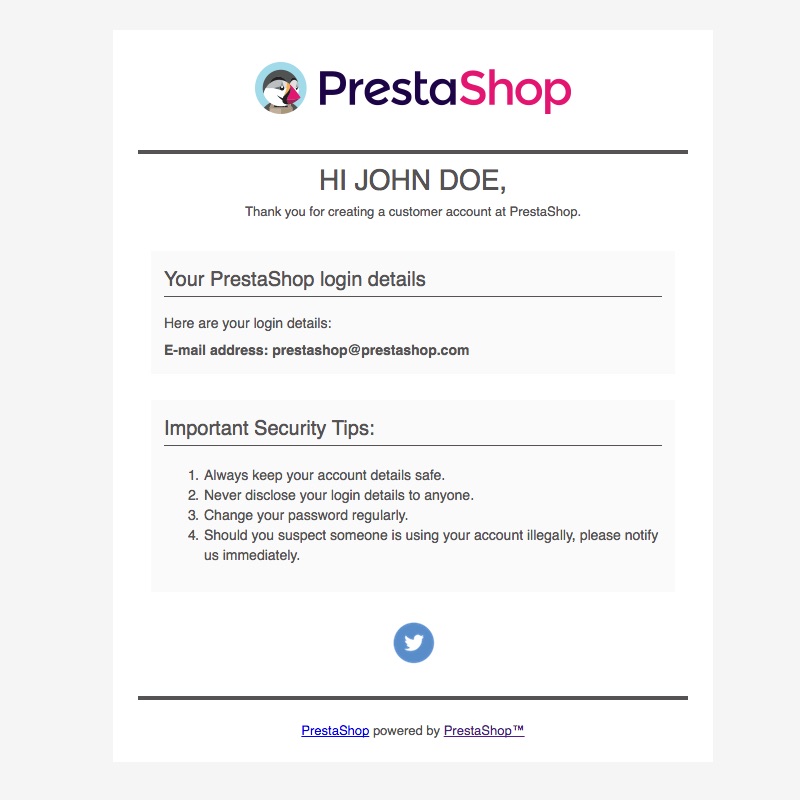 PrestaShop
HI JOHN DOE,
Thank you for creating a customer account at PrestaShop.
Your PrestaShop login details
Here are your login details:
E-mail address: prestashop@prestashop.com
Important Security Tips:
1. Always keep your account details safe.
2. Never disclose your login details to anyone.
3. Change your password regularly.
4. Should you suspect someone is using your account illegally, please notify
us immediately.
PrestaShop powered by PrestaShop™